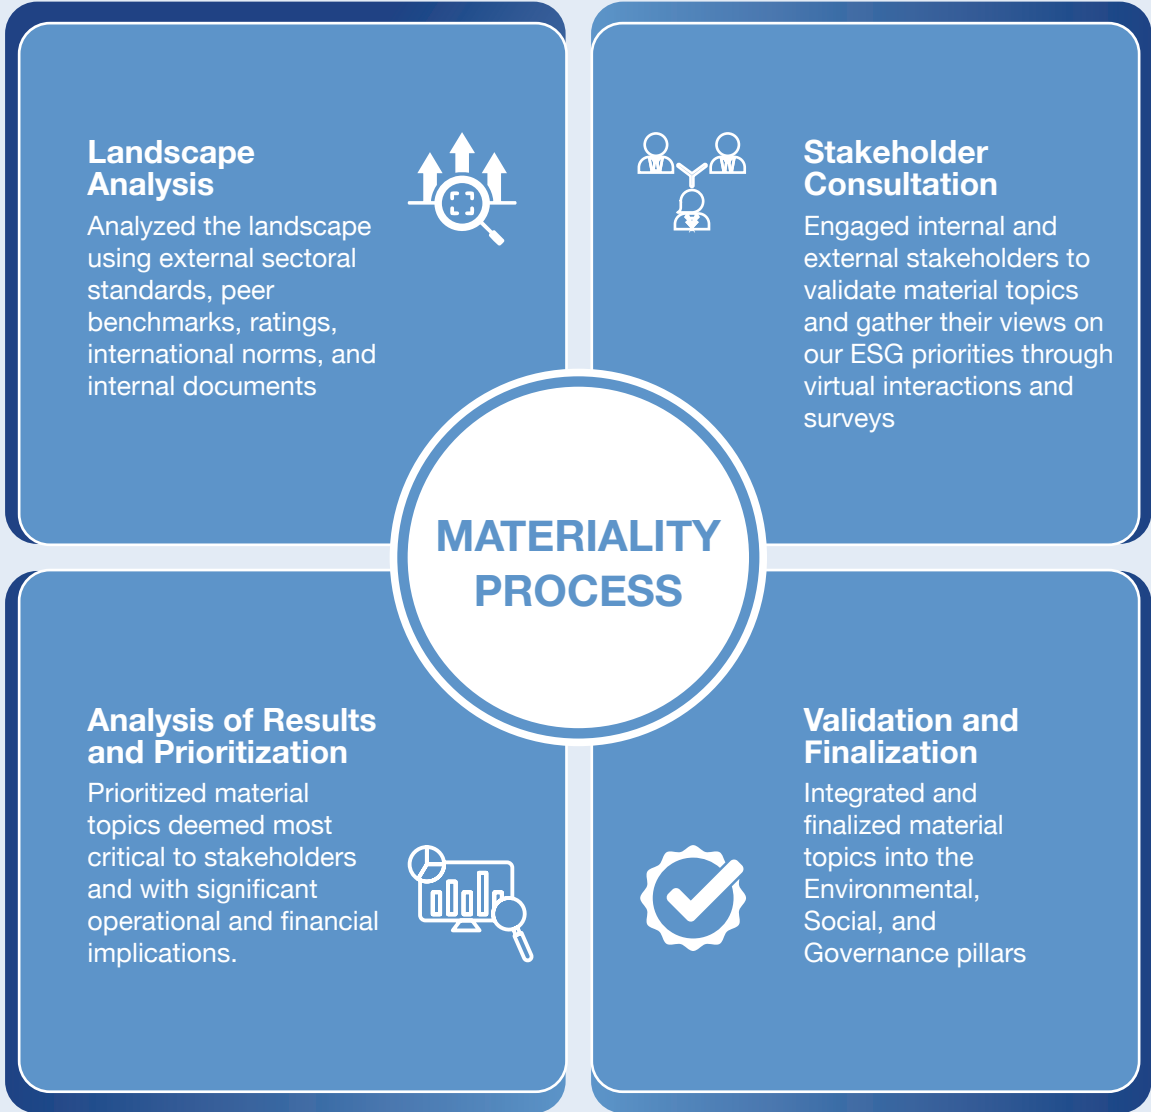 Landscape
Analysis
Analyzed the landscape
using external sectoral
standards, peer
benchmarks, ratings,
international norms, and
internal documents
Stakeholder
Consultation
Engaged internal and
external stakeholders to
validate material topics
and gather their views on
our ESG priorities through
virtual interactions and
surveys
MATERIALITY
PROCESS
Analysis of Results
and Prioritization
Prioritized material
topics deemed most
critical to stakeholders
and with significant
operational and financial
implications.
Validation and
Finalization
Integrated and
finalized material
topics into the
Environmental,
Social, and
Governance pillars